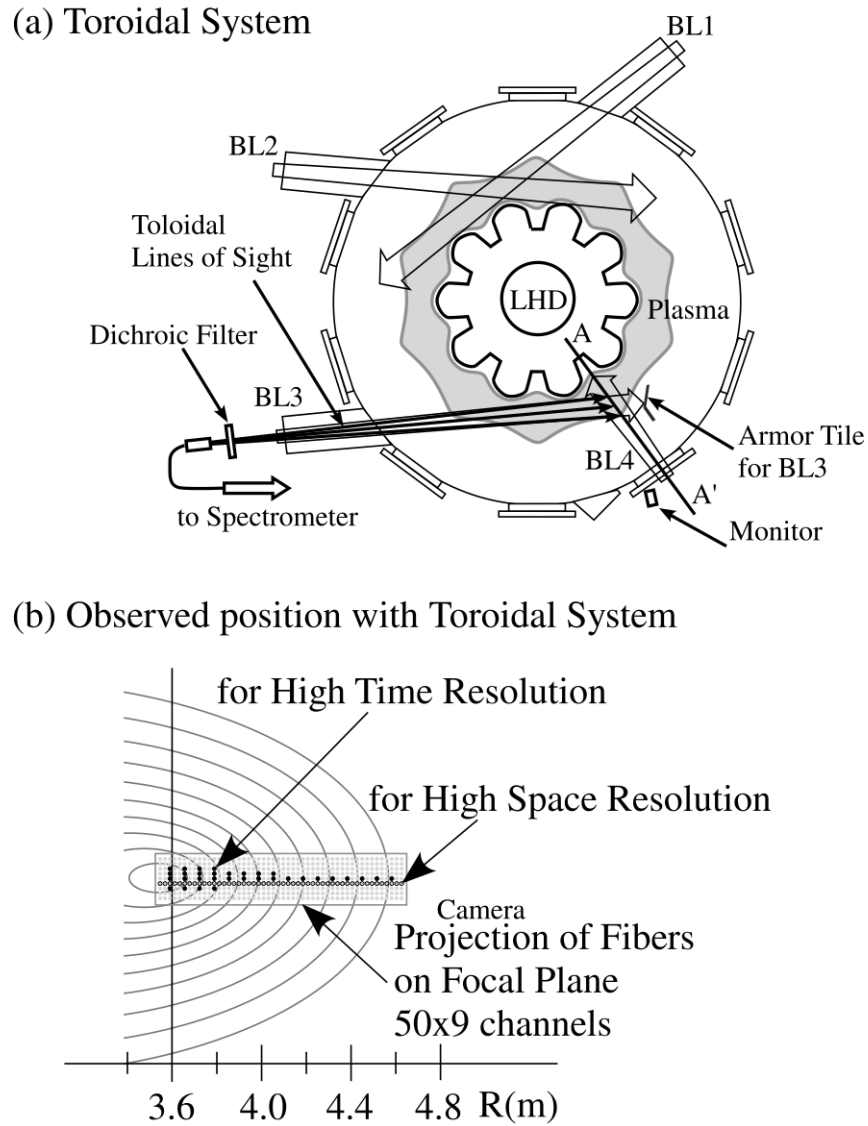 (a) Toroidal System
BL1
BL2
Toloidal
Lines of Sight
LHD
Plasma
Dichroic Filter
A
BL3
Armor Tile
for BL3
BL4
A'
to Spectrometer
Monitor
(b) Observed position with Toroidal System
for High Time Resolution
for High Space Resolution
Camera
Projection of Fibers
on Focal Plane
50x9 channels
3.6 4.0 4.4 4.8 R(m)